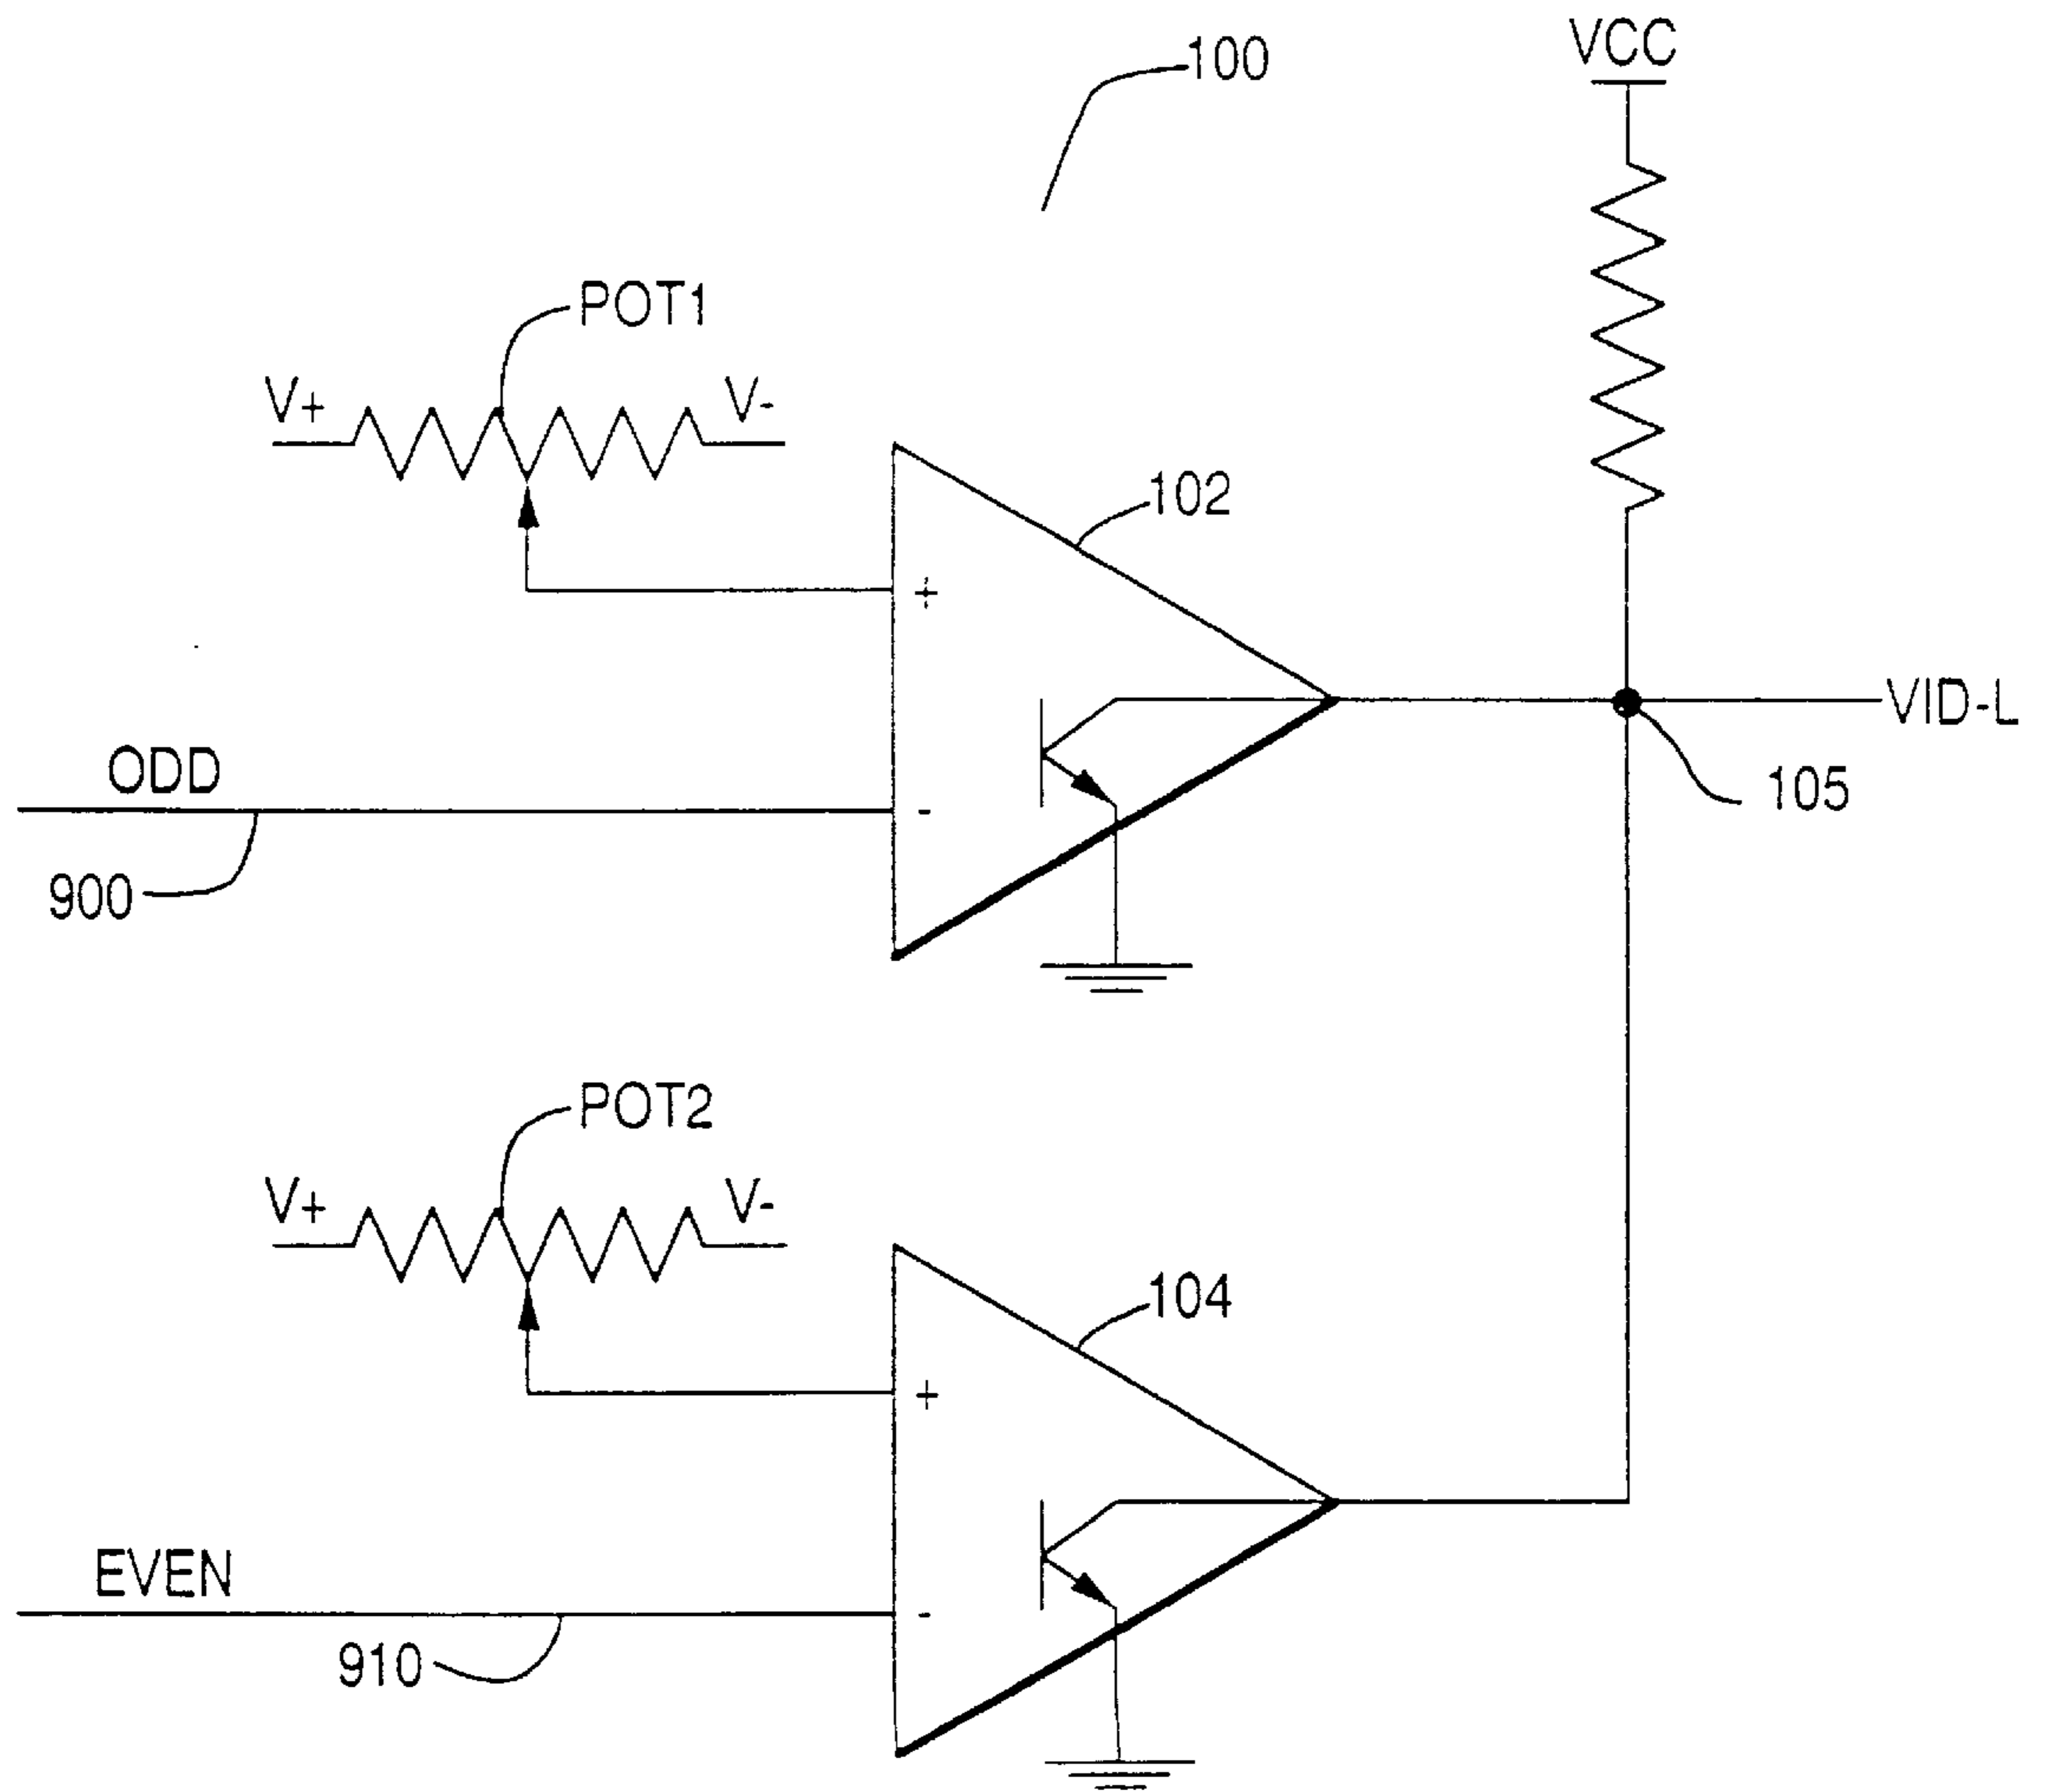 VCC
100
POT1
V+
V-
102
+
VID-L
ODD
105
-
900
POT2
V+
V-
104
+
EVEN
-
910